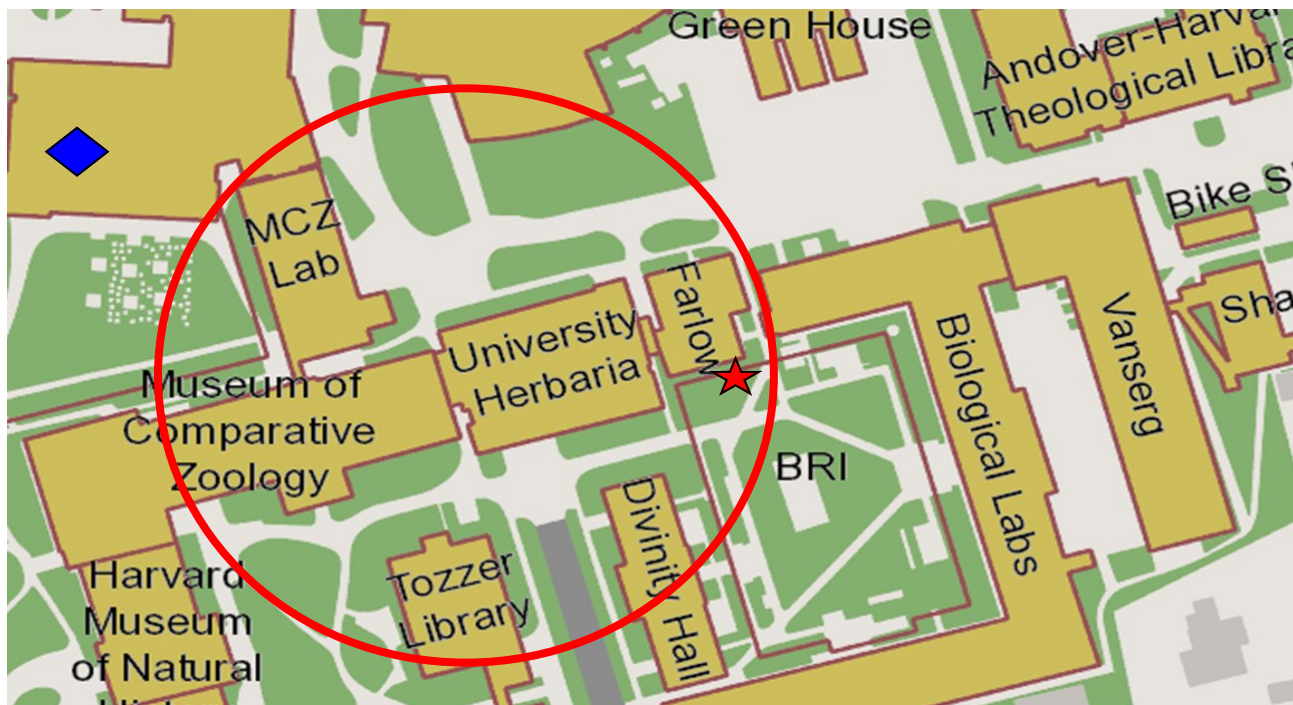 Green House
Andover-Harva
Theological Libra
Bike S
MCZ
Lab
Farlow
University
Herbaria
Vanserg
Sha
Biological Labs
Museum of
Comparative
Zoology
BRI
Divinity Hall
Tozzer
Library
Harvard
Museum
of Natural